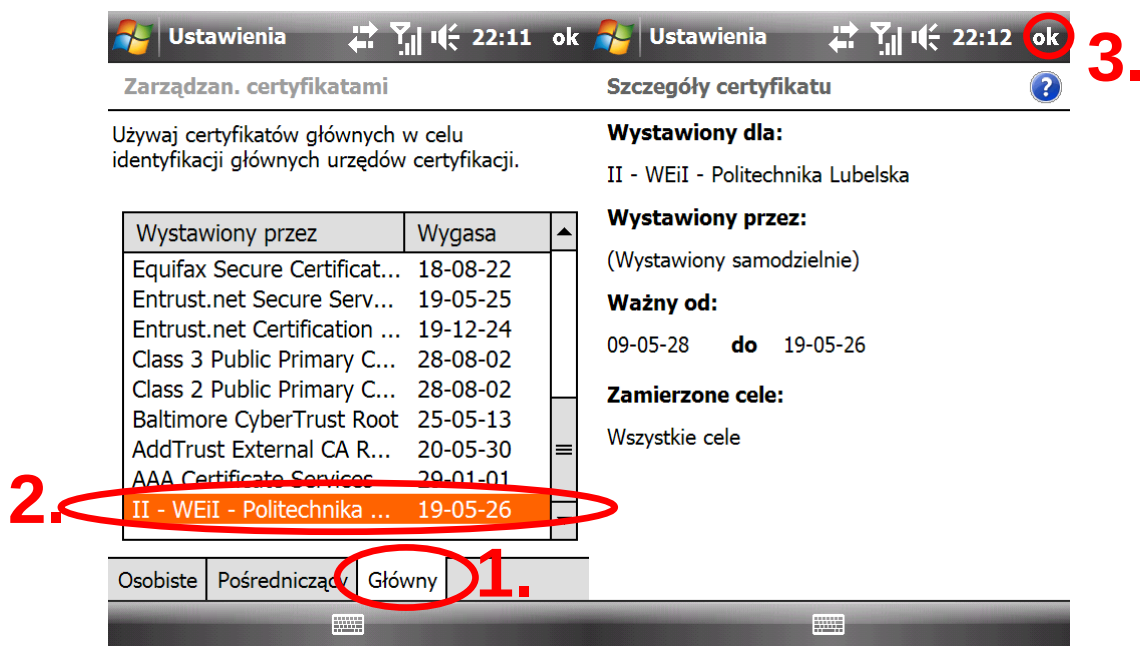 Ustawienia 22:11 ok
Zarządzan. certyfikatami
Używaj certyfikatów głównych w celu
identyfikacji głównych urzędów certyfikacji.
Wystawiony przez Wygasa
Equifax Secure Certificat... 18-08-22
Entrust.net Secure Serv... 19-05-25
Entrust.net Certification ... 19-12-24
Class 3 Public Primary C... 28-08-02
Class 2 Public Primary C... 28-08-02
Baltimore CyberTrust Root 25-05-13
AddTrust External CA R... 20-05-30
AAA Certificate Services 29-01-01
2.
II - WEiI - Politechnika ... 19-05-26
Osobiste Pośredniczący Główny
1.
Ustawienia 22:12 ok
3.
Szczegóły certyfikatu ?
Wystawiony dla:
II - WEiI - Politechnika Lubelska
Wystawiony przez:
(Wystawiony samodzielnie)
Ważny od:
09-05-28 do 19-05-26
Zamierzone cele:
Wszystkie cele